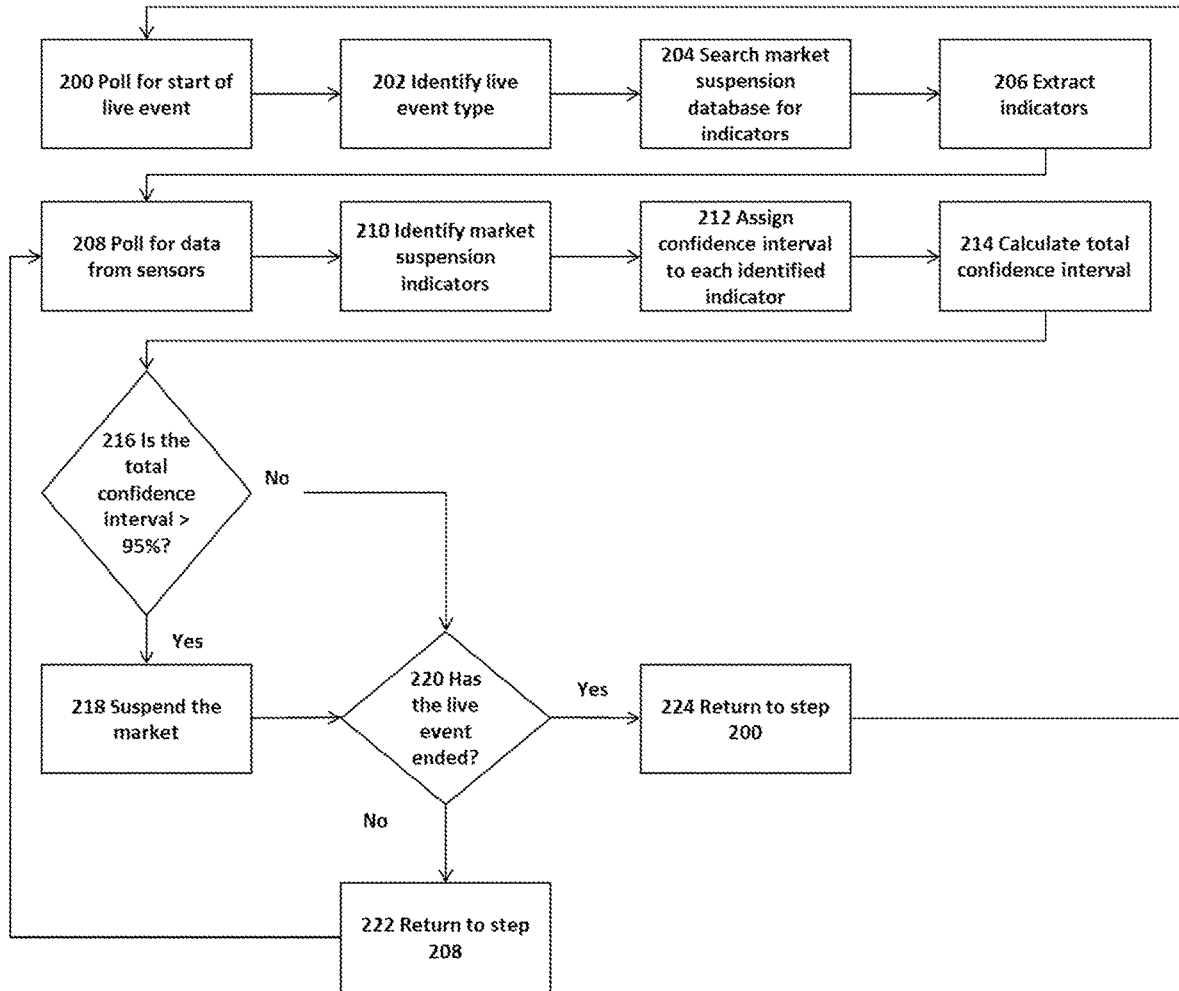 200 Poll for start of
live event
202 Identify live
event type
204 Search market
suspension
database for
indicators
206 Extract
indicators
208 Poll for data
from sensors
210 Identify market
suspension
indicators
212 Assign
confidence interval
to each identified
indicator
214 Calculate total
confidence interval
216 Is the
total
confidence
interval >
95%?
No
Yes
218 Suspend the
market
220 Has
the live
event
ended?
Yes
224 Return to step
200
No
222 Return to step
208